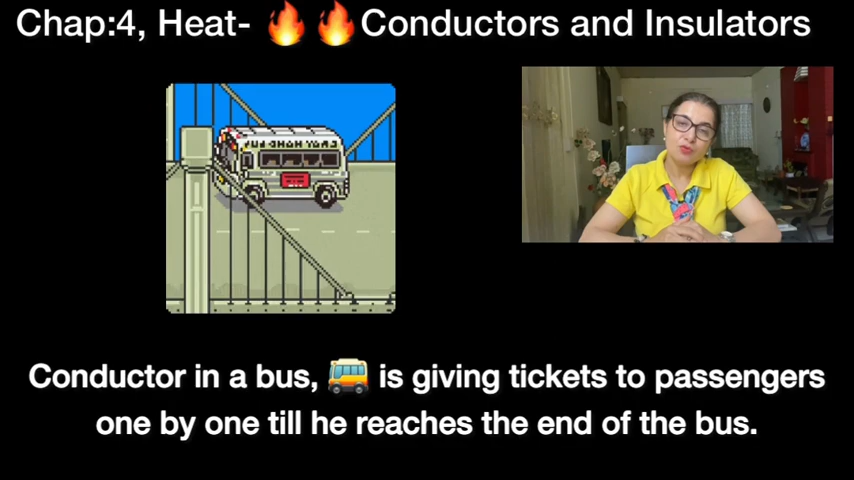 Chap:4, Heat- 🔥🔥Conductors and Insulators
Conductor in a bus, 🚌 is giving tickets to passengers
one by one till he reaches the end of the bus.